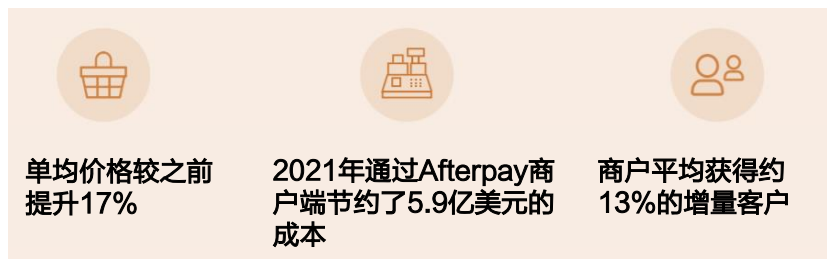 单均价格较之前
提升17%
2021年通过Afterpay商
户端节约了5.9亿美元的
成本
商户平均获得约
13%的增量客户